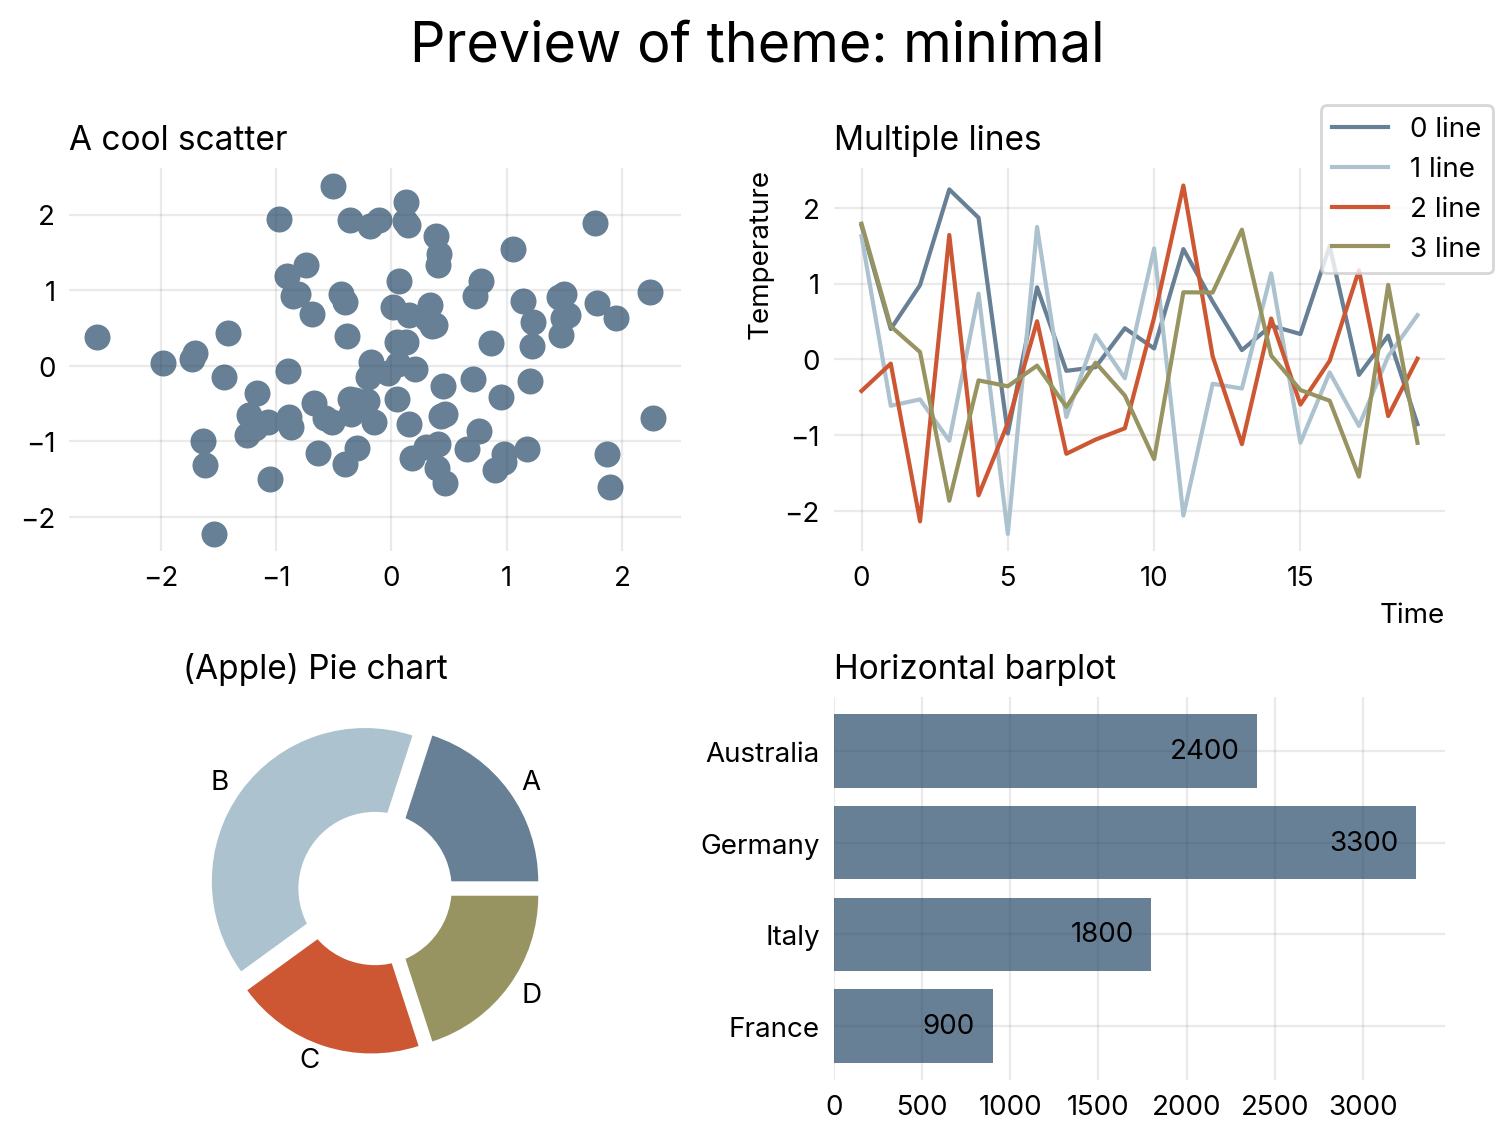 Preview of theme: minimal
A cool scatter
2
1
0
−1
−2
−2 −1 0 1 2
Multiple lines
Temperature
2
1
0
−1
−2
0 5 10 15
Time
0 line
1 line
2 line
3 line
(Apple) Pie chart
A
B
C
D
Horizontal barplot
Australia 2400
Germany 3300
Italy 1800
France 900
0 500 1000 1500 2000 2500 3000